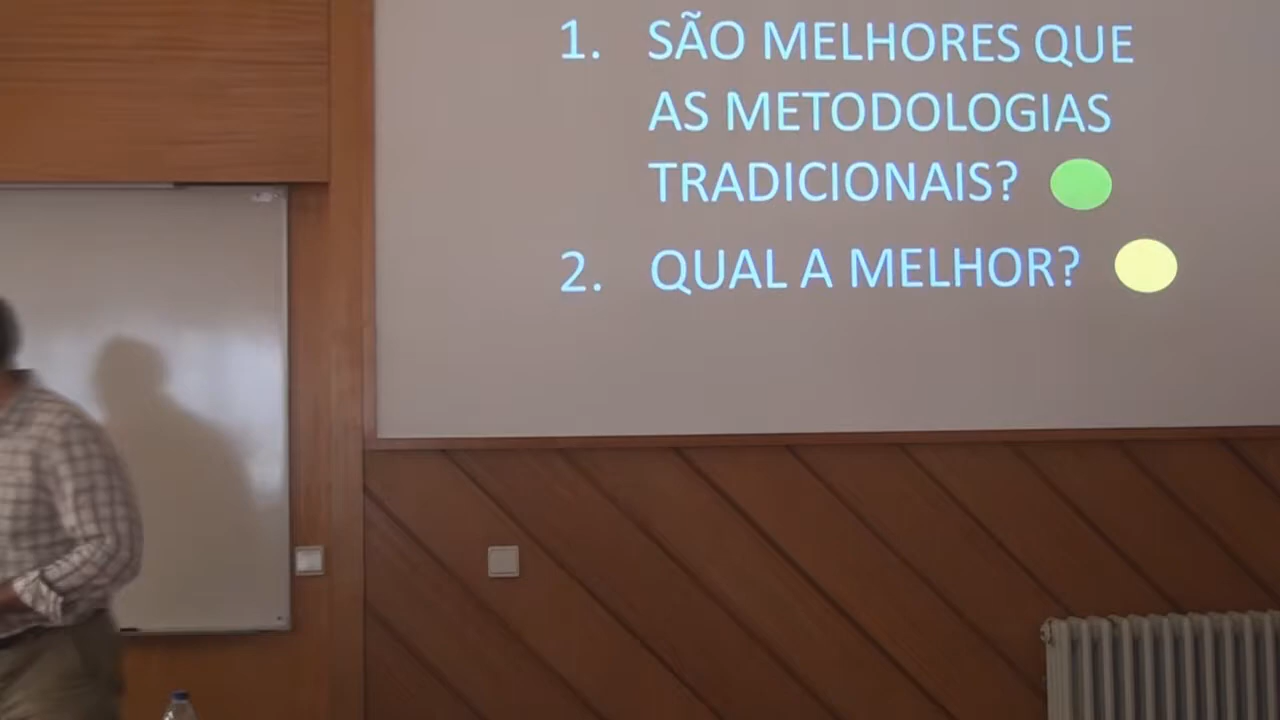 1. SÃO MELHORES QUE
AS METODOLOGIAS
TRADICIONAIS?
2. QUAL A MELHOR?